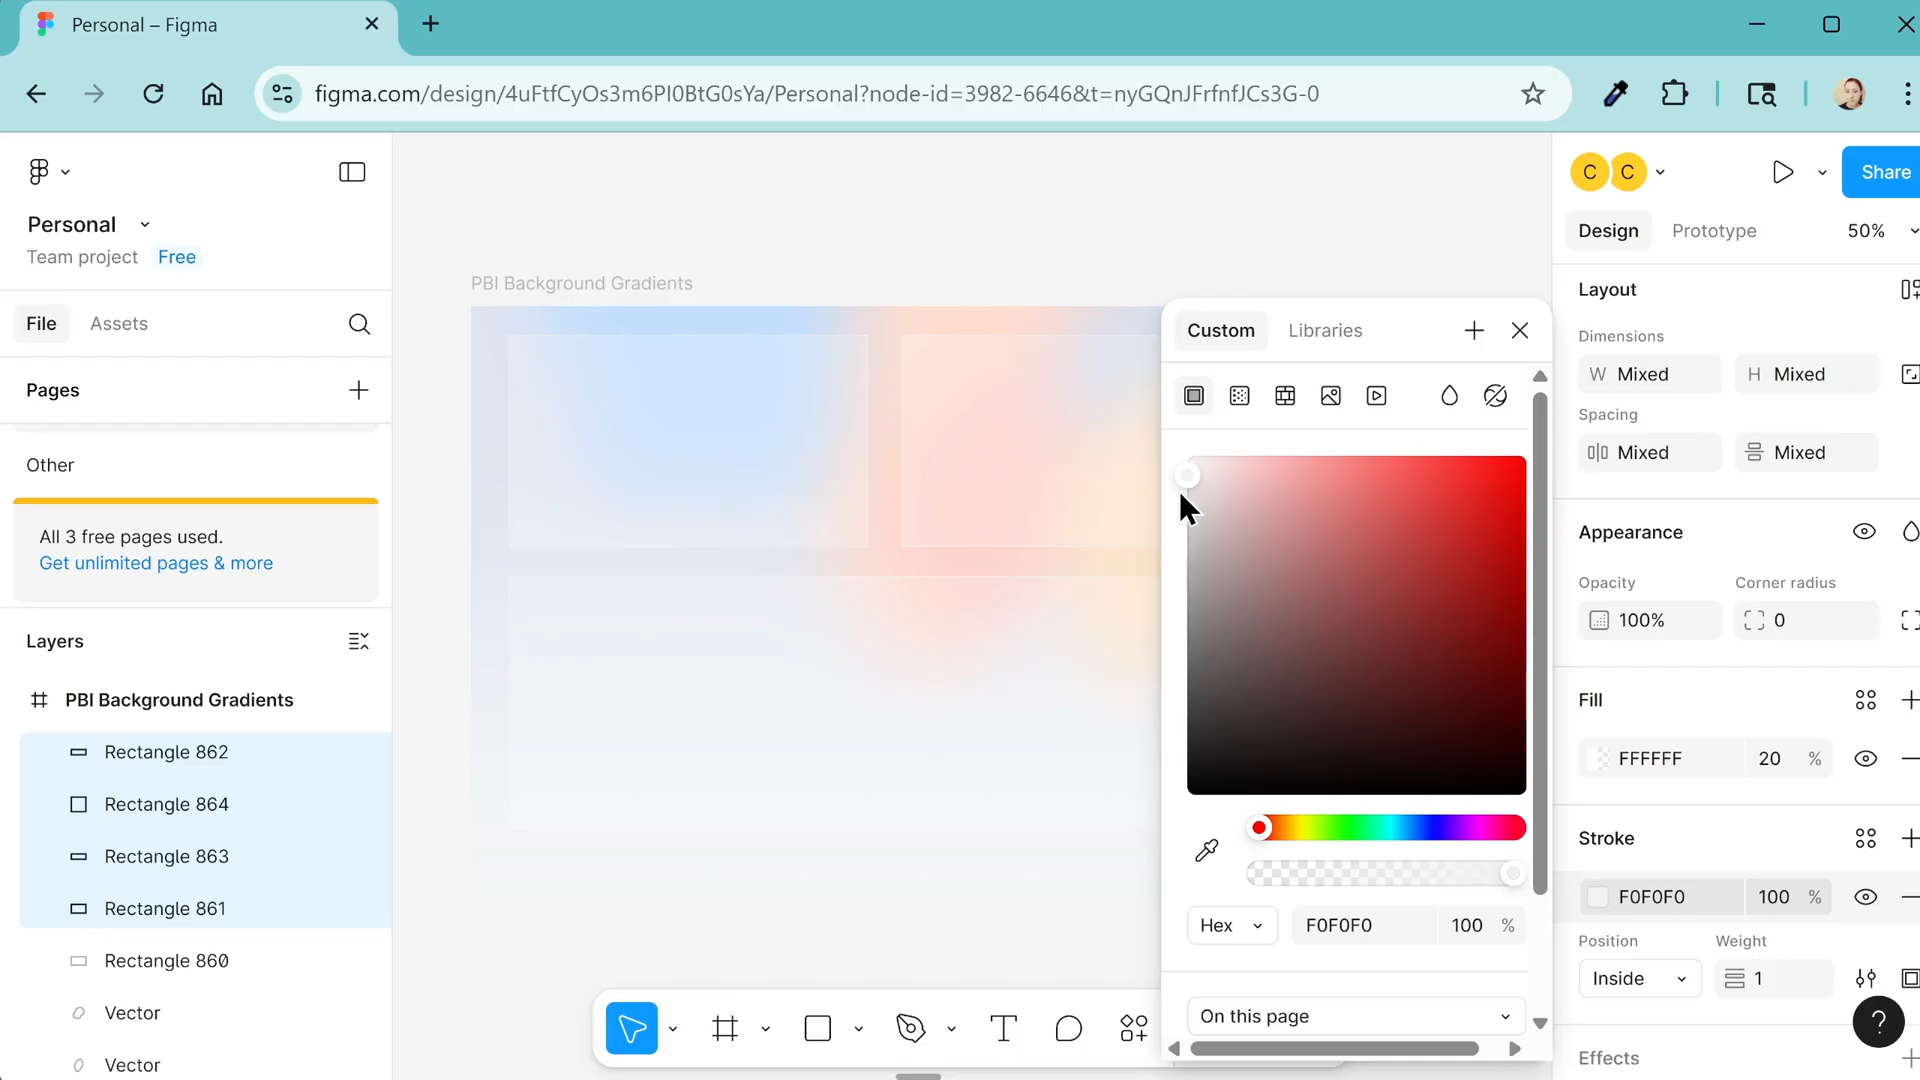 Personal – Figma
figma.com/design/4uFtfCyOs3m6PI0BtG0sYa/Personal?node-id=3982-6646&t=nyGQnJFrfnfJCs3G-0
Personal
Team project Free
File Assets
Pages
Other
All 3 free pages used.
Get unlimited pages & more
Layers
PBI Background Gradients
Rectangle 862
Rectangle 864
Rectangle 863
Rectangle 861
Rectangle 860
Vector
Vector
PBI Background Gradients
Custom Libraries
Hex F0F0F0 100 %
On this page
C C Share
Design Prototype 50%
Layout
Dimensions
W Mixed H Mixed
Spacing
Mixed Mixed
Appearance
Opacity Corner radius
100% 0
Fill
FFFFFF 20 %
Stroke
F0F0F0 100 %
Position Weight
Inside 1
?
Effects